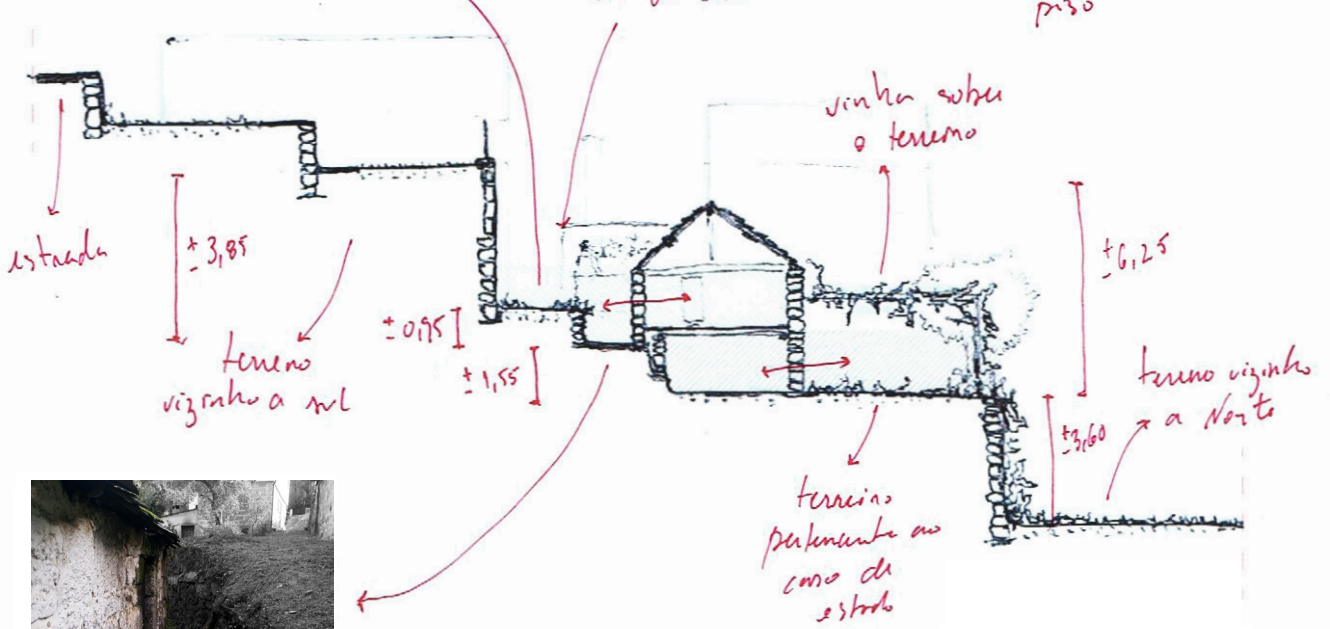 piso
vinha sobre
o terreno
estrada
± 3,85
± 6,25
± 0,95
± 1,55
terreno
vizinho a sul
terreno vizinho
a Norte
± 3,60
terreiro
pertencente ao
caso de
estudo